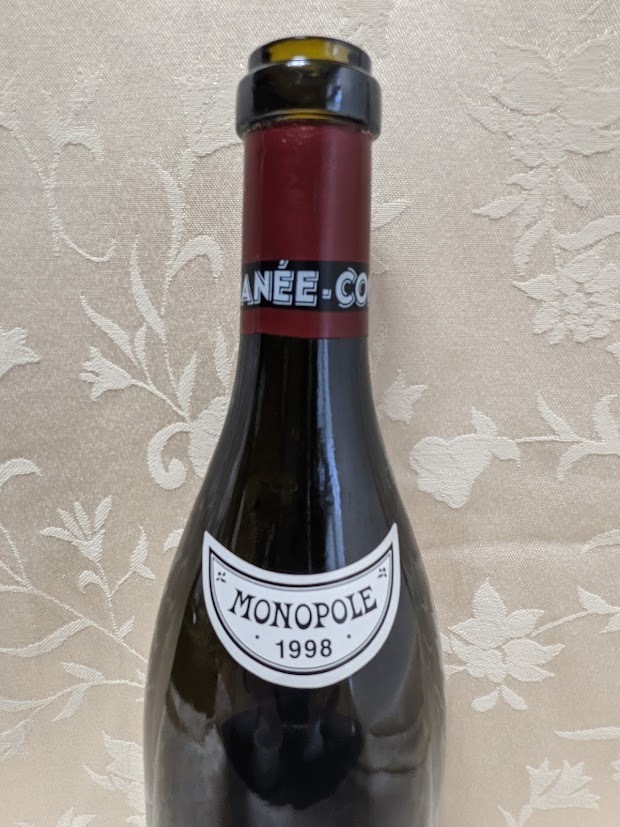 ANÉE-CO
MONOPOLE
· 1998 ·